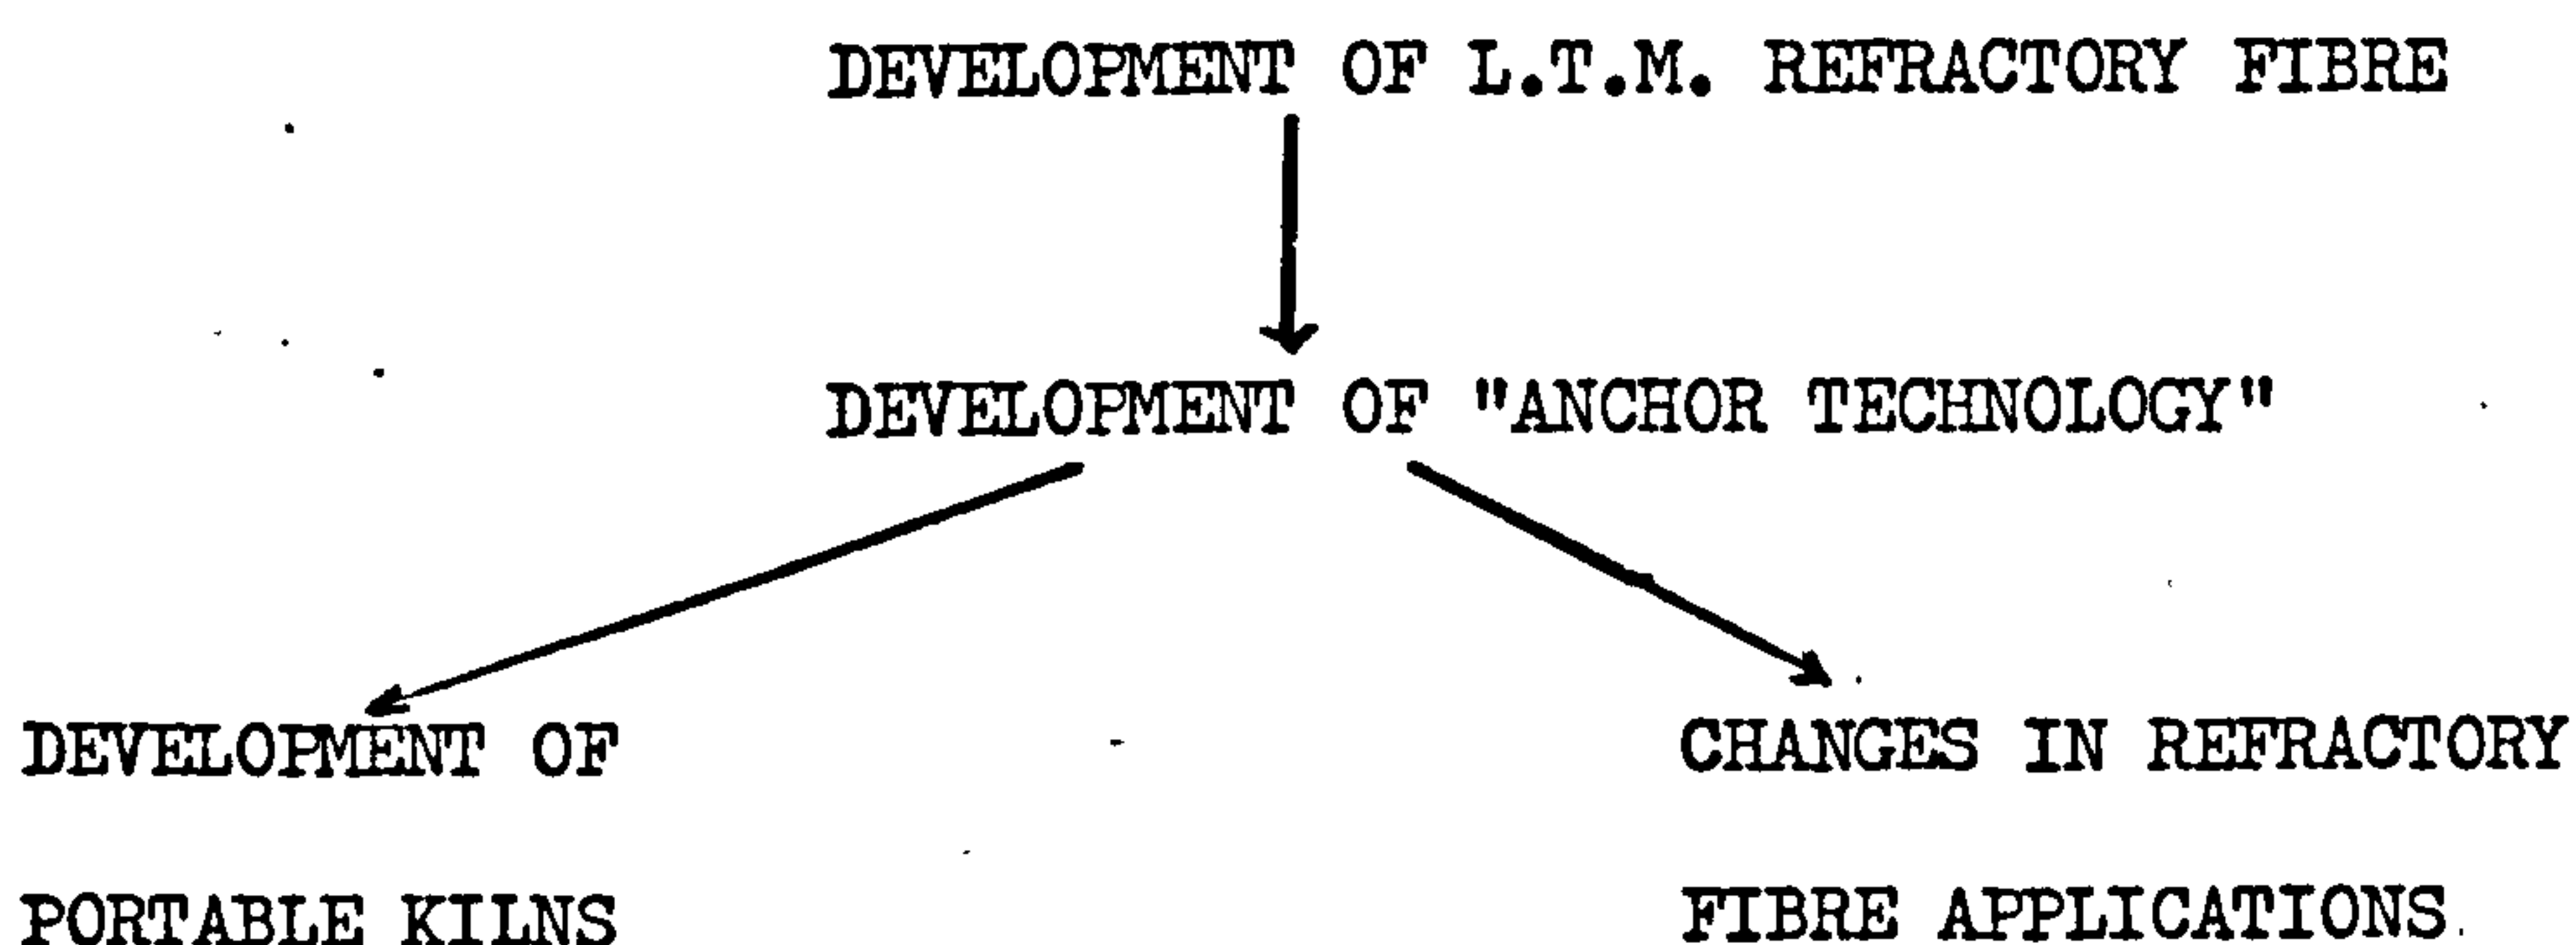 DEVELOPMENT OF L.T.M. REFRACTORY FIBRE
DEVELOPMENT OF "ANCHOR TECHNOLOGY"
DEVELOPMENT OF
PORTABLE KILNS
CHANGES IN REFRACTORY
FIBRE APPLICATIONS.